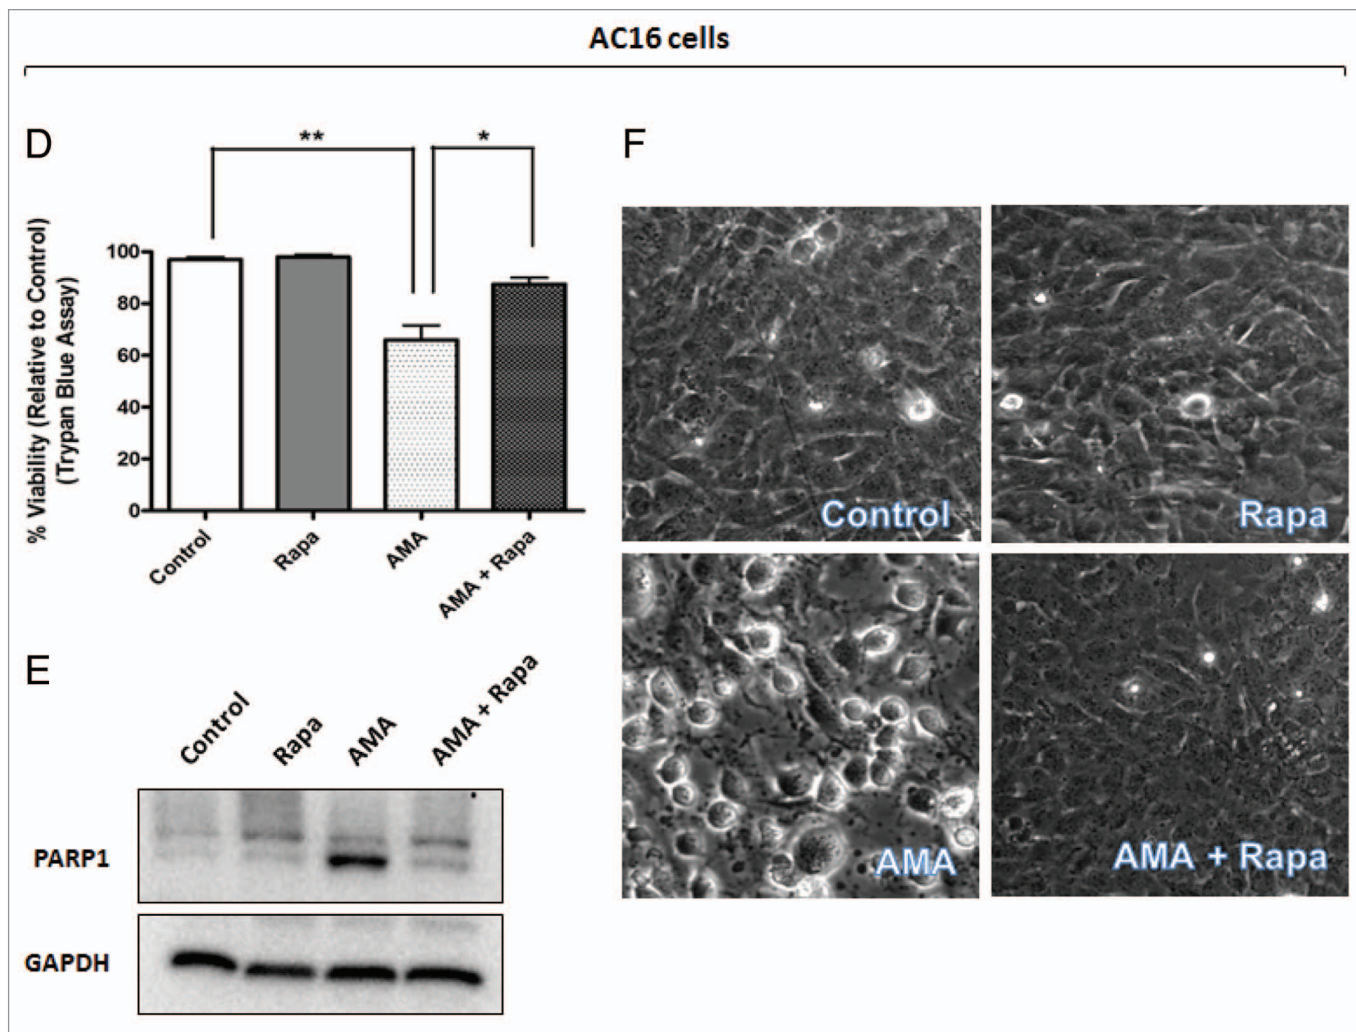 AC16 cells
D
**
*
% Viability (Relative to Control)
(Trypan Blue Assay)
100
80
60
40
20
0
Control
Rapa
AMA
AMA + Rapa
E
Control
Rapa
AMA
AMA + Rapa
PARP1
GAPDH
F
Control
Rapa
AMA
AMA + Rapa